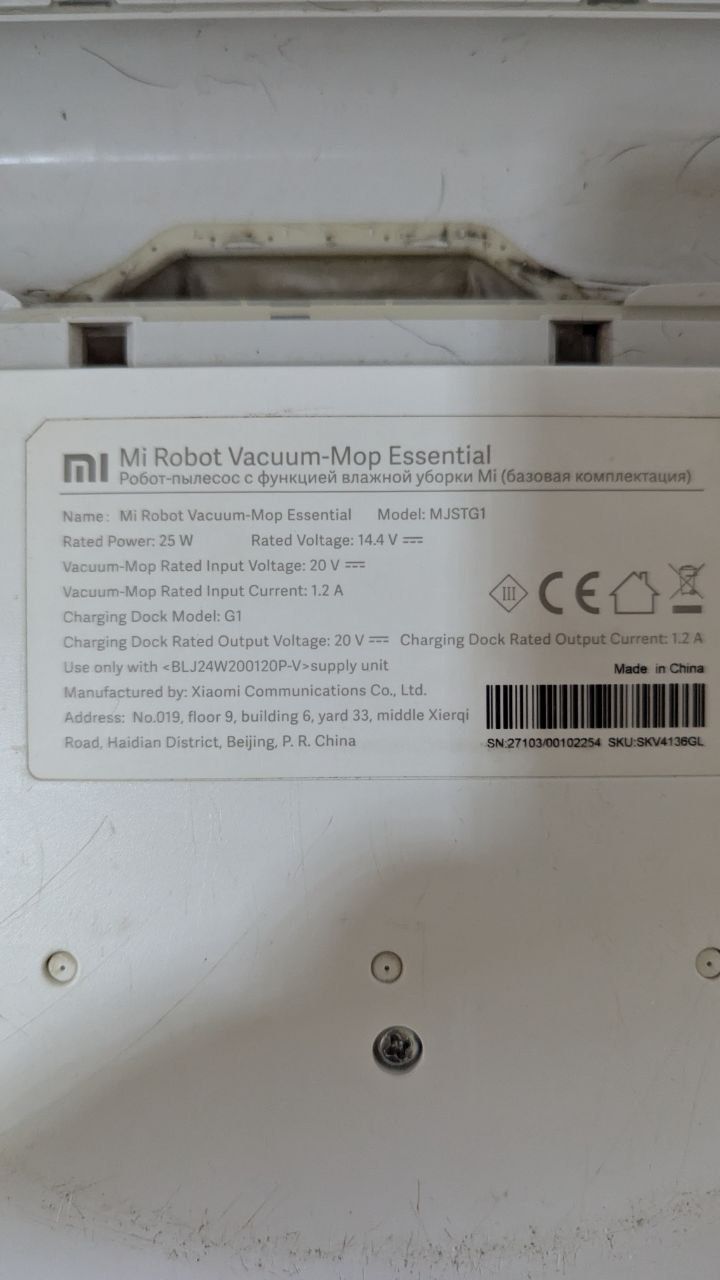 mi Mi Robot Vacuum-Mop Essential
Робот-пылесос с функцией влажной уборки Mi (базовая комплектация)
Name: Mi Robot Vacuum-Mop Essential Model: MJSTG1
Rated Power: 25 W Rated Voltage: 14.4 V ⎓
Vacuum-Mop Rated Input Voltage: 20 V ⎓
Vacuum-Mop Rated Input Current: 1.2 A
III CE
Charging Dock Model: G1
Charging Dock Rated Output Voltage: 20 V ⎓ Charging Dock Rated Output Current: 1.2 A
Use only with <BLJ24W200120P-V>supply unit
Made in China
Manufactured by: Xiaomi Communications Co., Ltd.
Address: No.019, floor 9, building 6, yard 33, middle Xierqi
Road, Haidian District, Beijing, P. R. China
SN:27103/00102254 SKU:SKV4136GL